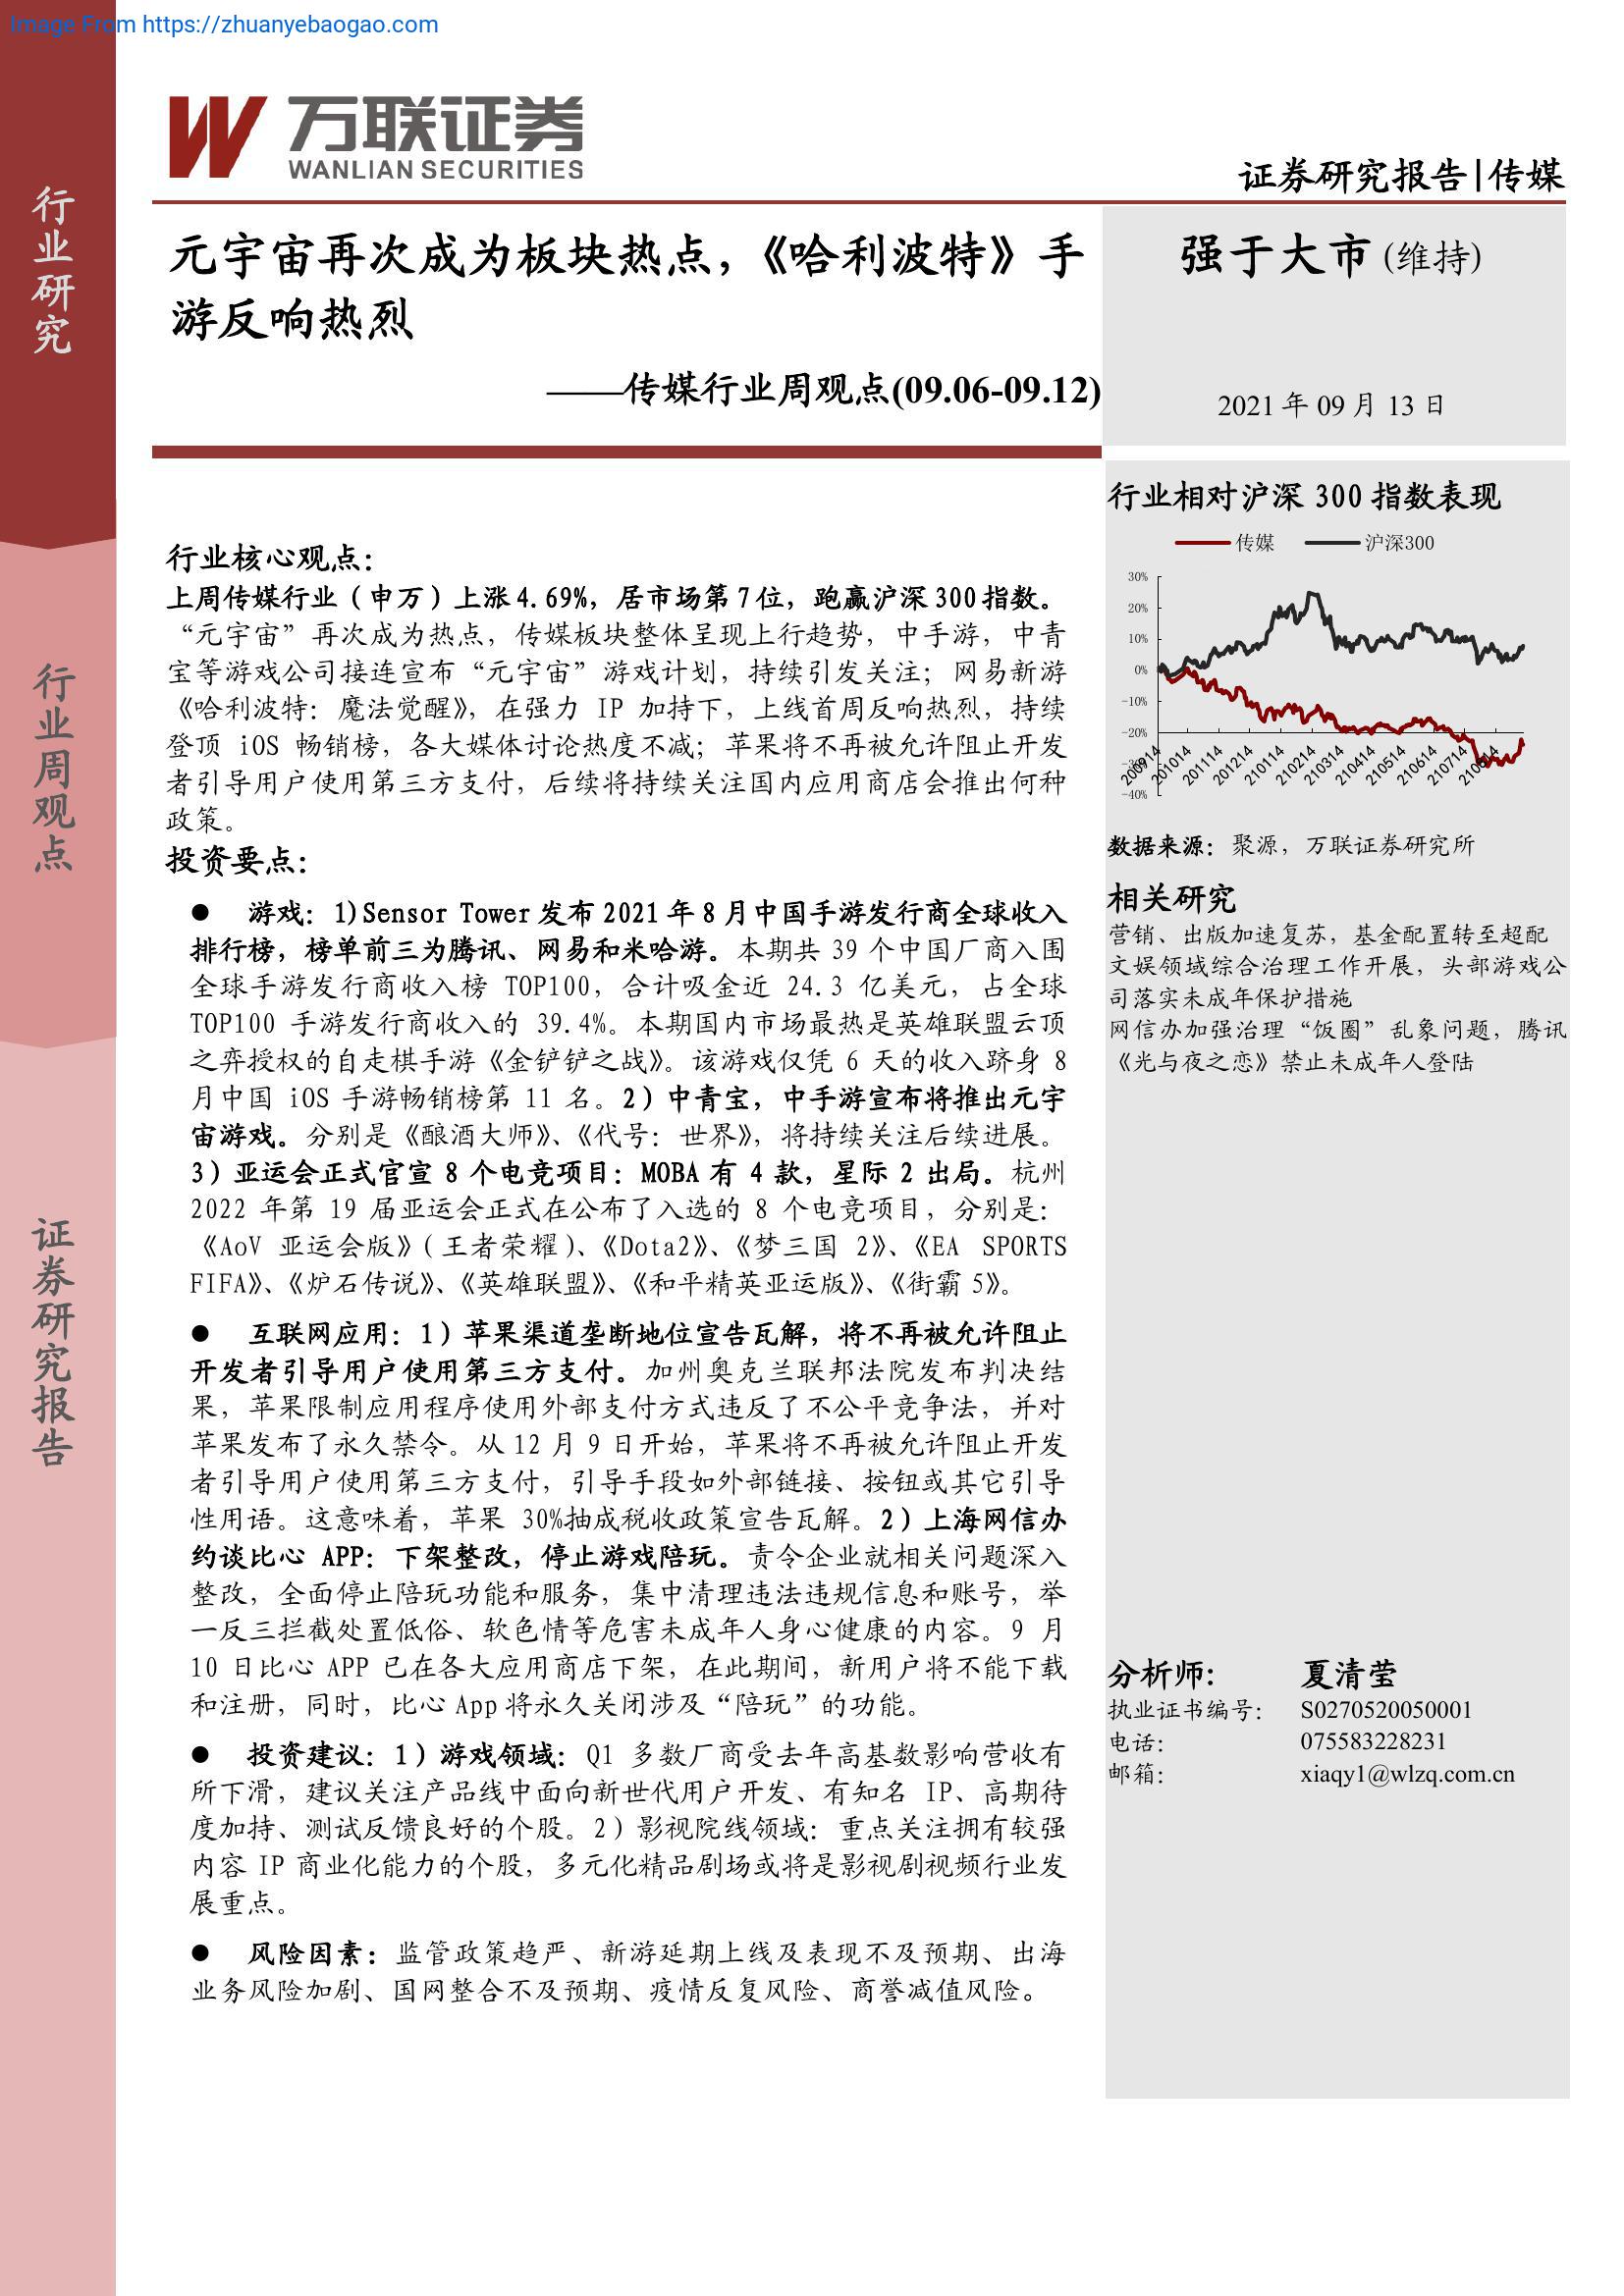 Image From https://zhuanyebaogao.com
行业研究
行业周观点
证券研究报告
万联证券
WANLIAN SECURITIES
证券研究报告|传媒
元宇宙再次成为板块热点，《哈利波特》手
游反响热烈
——传媒行业周观点(09.06-09.12)
强于大市(维持)
2021 年 09 月 13 日
行业核心观点：
上周传媒行业（申万）上涨4.69%，居市场第7位，跑赢沪深300指数。
“元宇宙”再次成为热点，传媒板块整体呈现上行趋势，中手游，中青
宝等游戏公司接连宣布“元宇宙”游戏计划，持续引发关注；网易新游
《哈利波特：魔法觉醒》，在强力 IP 加持下，上线首周反响热烈，持续
登顶 iOS 畅销榜，各大媒体讨论热度不减；苹果将不再被允许阻止开发
者引导用户使用第三方支付，后续将持续关注国内应用商店会推出何种
政策。
投资要点：
● 游戏：1)Sensor Tower 发布 2021 年 8 月中国手游发行商全球收入
排行榜，榜单前三为腾讯、网易和米哈游。本期共 39 个中国厂商入围
全球手游发行商收入榜 TOP100，合计吸金近 24.3 亿美元，占全球
TOP100 手游发行商收入的 39.4%。本期国内市场最热是英雄联盟云顶
之弈授权的自走棋手游《金铲铲之战》。该游戏仅凭 6 天的收入跻身 8
月中国 iOS 手游畅销榜第 11 名。2）中青宝，中手游宣布将推出元宇
宙游戏。分别是《酿酒大师》、《代号：世界》，将持续关注后续进展。
3）亚运会正式官宣 8 个电竞项目：MOBA 有 4 款，星际 2 出局。杭州
2022 年第 19 届亚运会正式在公布了入选的 8 个电竞项目，分别是：
《AoV 亚运会版》(王者荣耀)、《Dota2》、《梦三国 2》、《EA SPORTS
FIFA》、《炉石传说》、《英雄联盟》、《和平精英亚运版》、《街霸 5》。
● 互联网应用：1）苹果渠道垄断地位宣告瓦解，将不再被允许阻止
开发者引导用户使用第三方支付。加州奥克兰联邦法院发布判决结
果，苹果限制应用程序使用外部支付方式违反了不公平竞争法，并对
苹果发布了永久禁令。从 12 月 9 日开始，苹果将不再被允许阻止开发
者引导用户使用第三方支付，引导手段如外部链接、按钮或其它引导
性用语。这意味着，苹果 30%抽成税收政策宣告瓦解。2）上海网信办
约谈比心 APP：下架整改，停止游戏陪玩。责令企业就相关问题深入
整改，全面停止陪玩功能和服务，集中清理违法违规信息和账号，举
一反三拦截处置低俗、软色情等危害未成年人身心健康的内容。9 月
10 日比心 APP 已在各大应用商店下架，在此期间，新用户将不能下载
和注册，同时，比心 App 将永久关闭涉及“陪玩”的功能。
● 投资建议：1）游戏领域：Q1 多数厂商受去年高基数影响营收有
所下滑，建议关注产品线中面向新世代用户开发、有知名 IP、高期待
度加持、测试反馈良好的个股。2）影视院线领域：重点关注拥有较强
内容 IP 商业化能力的个股，多元化精品剧场或将是影视剧视频行业发
展重点。
● 风险因素：监管政策趋严、新游延期上线及表现不及预期、出海
业务风险加剧、国网整合不及预期、疫情反复风险、商誉减值风险。
行业相对沪深 300 指数表现
传媒 沪深300
30%
20%
10%
0%
-10%
-20%
-30%
-40%
200914 201014 201114 201214 210114 210214 210314 210414 210514 210614 210714 210814
数据来源：聚源，万联证券研究所
相关研究
营销、出版加速复苏，基金配置转至超配
文娱领域综合治理工作开展，头部游戏公
司落实未成年保护措施
网信办加强治理“饭圈”乱象问题，腾讯
《光与夜之恋》禁止未成年人登陆
分析师: 夏清莹
执业证书编号: S0270520050001
电话: 075583228231
邮箱: xiaqy1@wlzq.com.cn